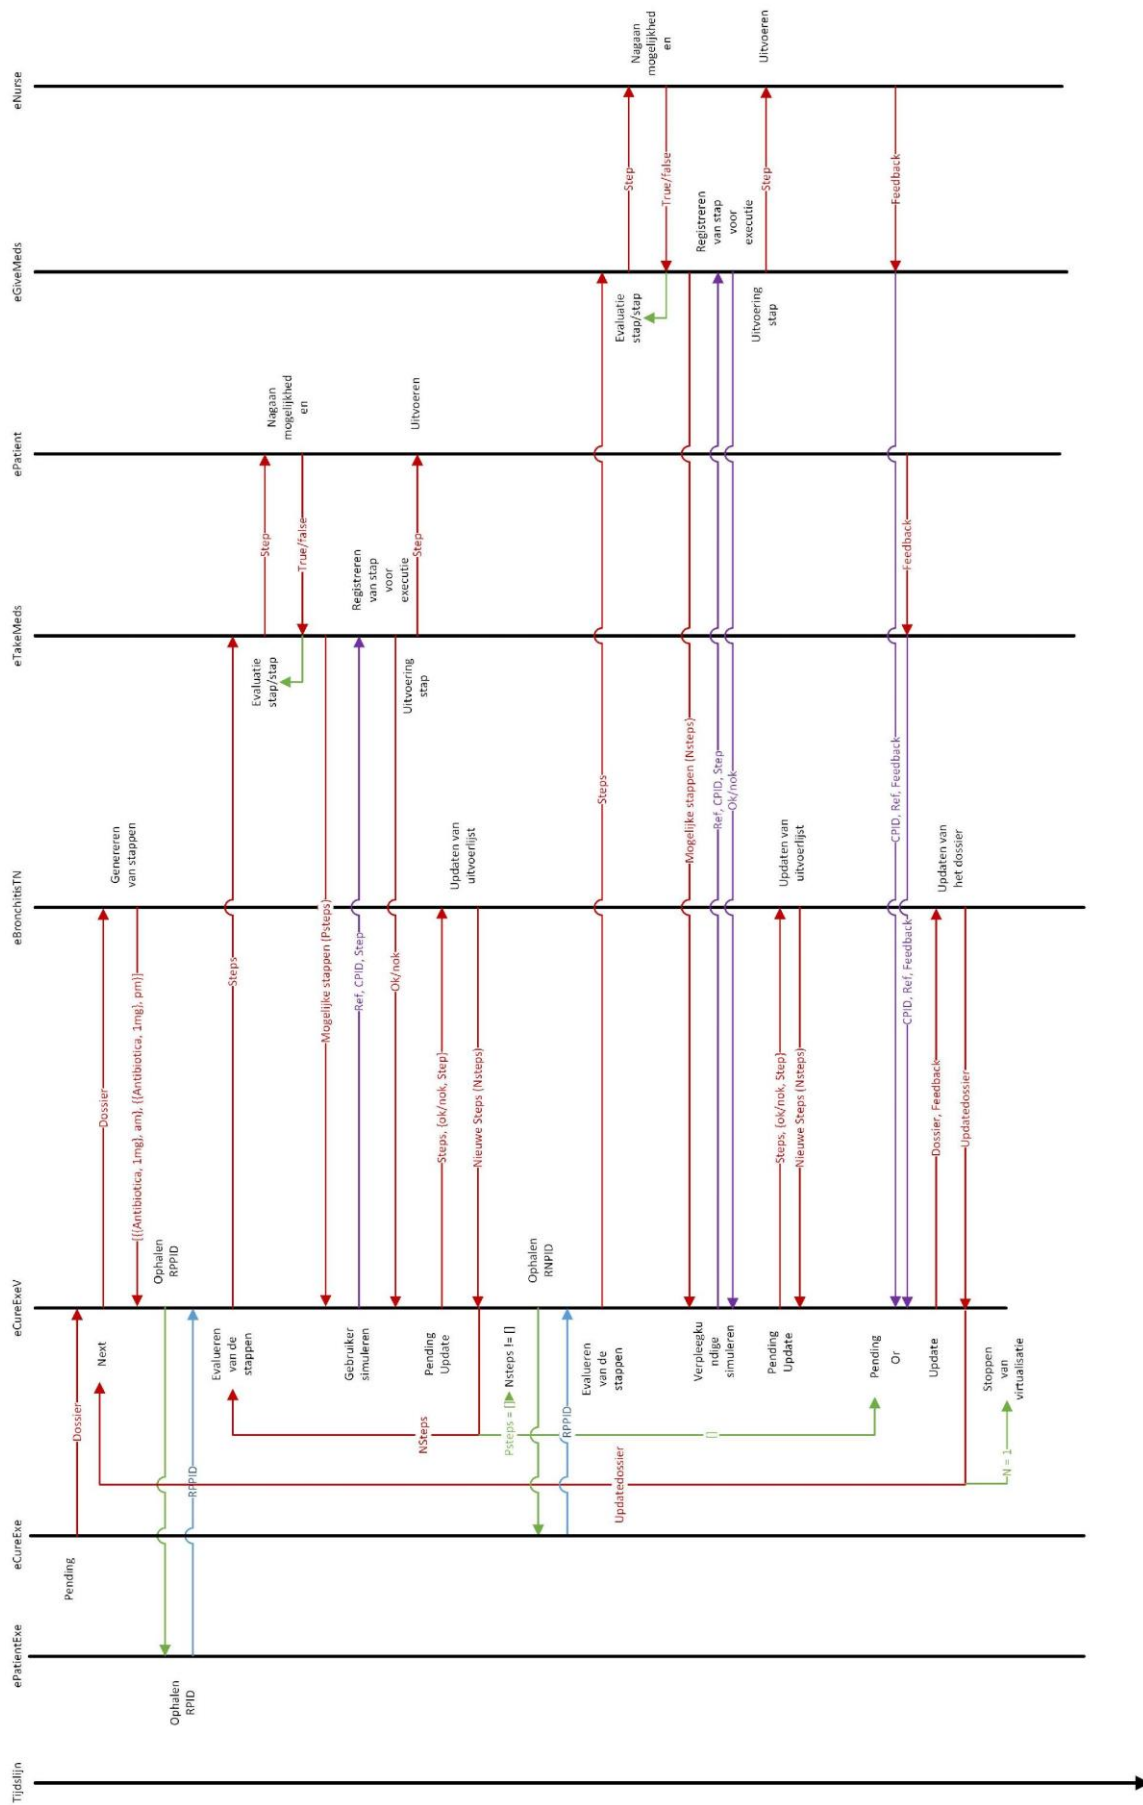 Tijdslijn
ePatientExe
eCureExe
eCureExeV
eBronchitisTN
eTakeMeds
ePatient
eGiveMeds
eNurse
Pending
Dossier
Next
Dossier
Genereren
van stappen
[{{Antibiotica, 1mg}, am}, {{Antibiotica, 1mg}, pm}]
Ophalen
RPPID
Ophalen
RPID
RPPID
Evalueren
van de
stappen
Steps
Step
Nagaan
mogelijkhed
en
True/false
Evaluatie
stap/stap
Mogelijke stappen (Psteps)
Gebruiker
simuleren
Ref, CPID, Step
Registreren
van stap
voor
executie
Ok/nok
Uitvoering
stap
Step
Uitvoeren
Pending
Update
Steps, {ok/nok, Step}
Updaten van
uitvoerlijst
Nieuwe Steps (Nsteps)
NSteps
Psteps = []
Nsteps != []
[]
Ophalen
RNPID
RPPID
Evalueren
van de
stappen
Steps
Step
Nagaan
mogelijkhed
en
True/false
Evaluatie
stap/stap
Mogelijke stappen (Nsteps)
Verpleegku
ndige
simuleren
Ref, CPID, Step
Registreren
van stap
voor
executie
Ok/nok
Uitvoering
stap
Step
Uitvoeren
Pending
Update
Steps, {ok/nok, Step}
Updaten van
uitvoerlijst
Nieuwe Steps (Nsteps)
Pending
Or
Update
Feedback
CPID, Ref, Feedback
Feedback
CPID, Ref, Feedback
Dossier, Feedback
Updaten van
het dossier
Updatedossier
Updatedossier
N = 1
Stoppen
van
virtualisatie